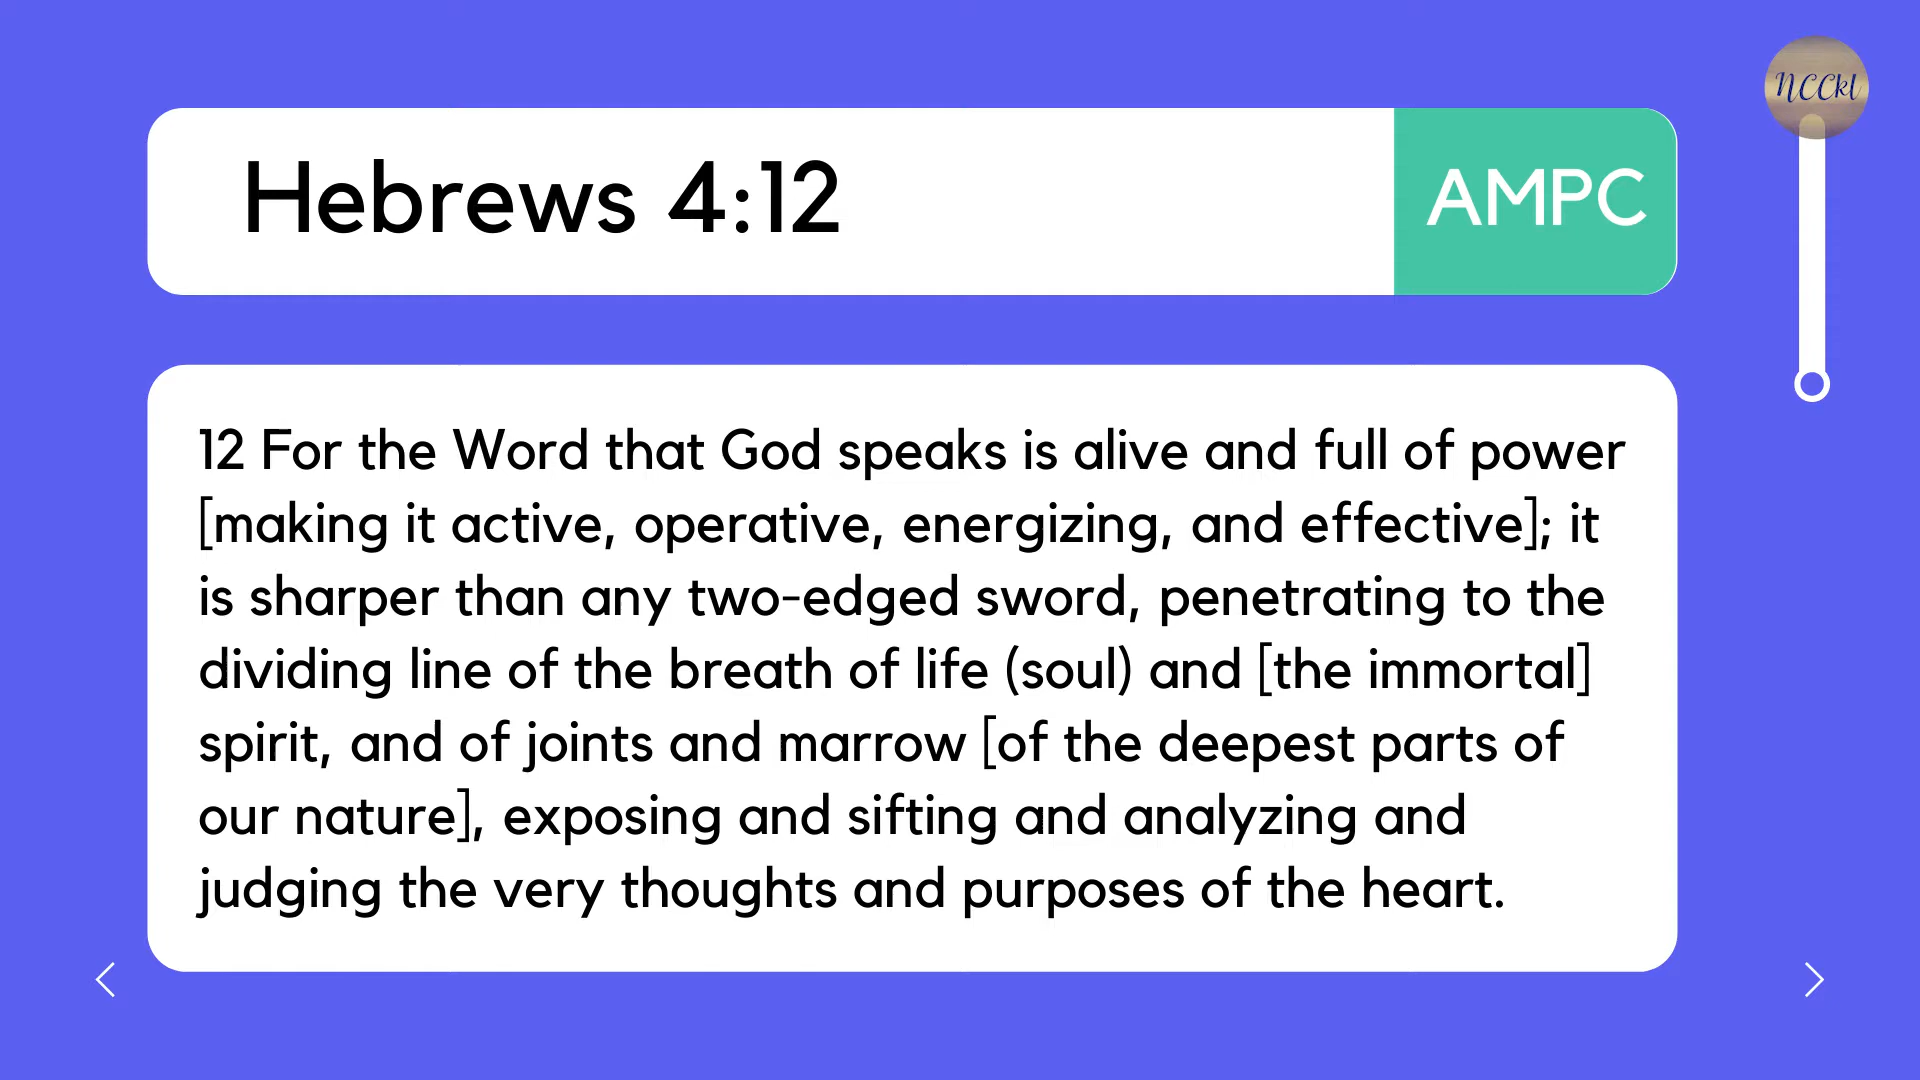 NCCkl
Hebrews 4:12
AMPC
12 For the Word that God speaks is alive and full of power
[making it active, operative, energizing, and effective]; it
is sharper than any two-edged sword, penetrating to the
dividing line of the breath of life (soul) and [the immortal]
spirit, and of joints and marrow [of the deepest parts of
our nature], exposing and sifting and analyzing and
judging the very thoughts and purposes of the heart.